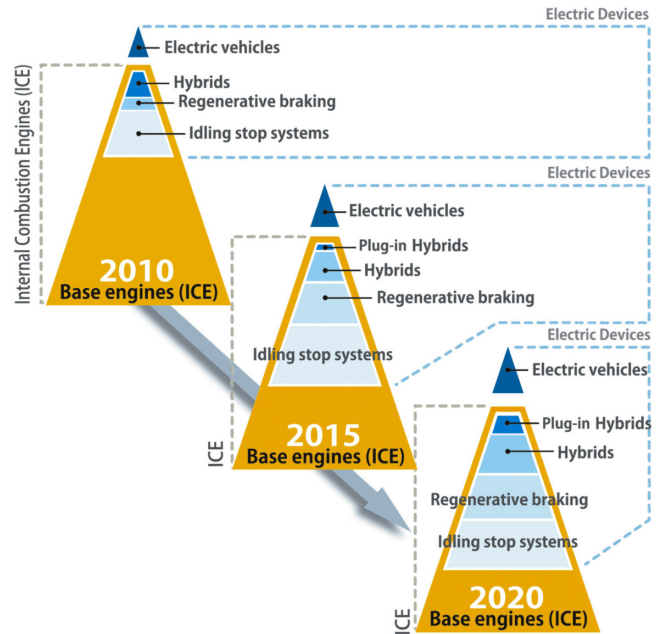 Electric Devices
Electric vehicles
Internal Combustion Engines (ICE)
Hybrids
Regenerative braking
Idling stop systems
2010
Base engines (ICE)
Electric Devices
Electric vehicles
Plug-in Hybrids
Hybrids
Regenerative braking
Idling stop systems
ICE
2015
Base engines (ICE)
Electric Devices
Electric vehicles
Plug-in Hybrids
Hybrids
Regenerative braking
Idling stop systems
ICE
2020
Base engines (ICE)